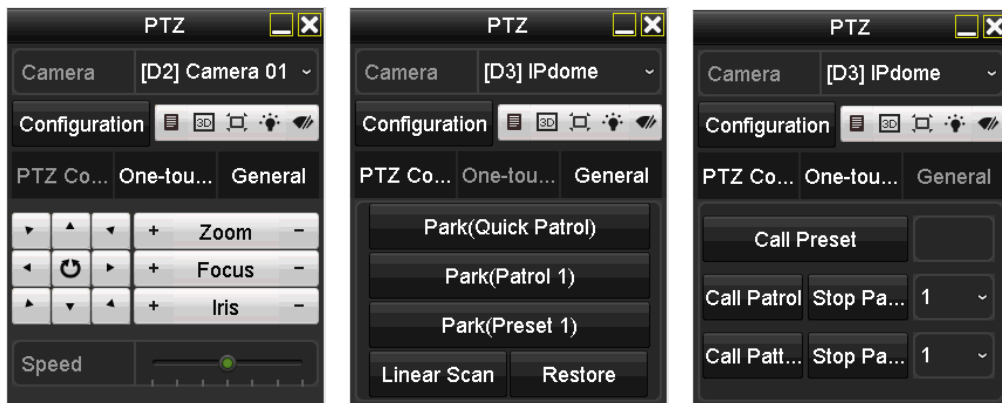 PTZ
Camera [D2] Camera 01
Configuration 3D
PTZ Co... One-tou... General
+ Zoom -
+ Focus -
+ Iris -
Speed
PTZ
Camera [D3] IPdome
Configuration 3D
PTZ Co... One-tou... General
Park(Quick Patrol)
Park(Patrol 1)
Park(Preset 1)
Linear Scan Restore
PTZ
Camera [D3] IPdome
Configuration 3D
PTZ Co... One-tou... General
Call Preset
Call Patrol Stop Pa... 1
Call Patt... Stop Pa... 1